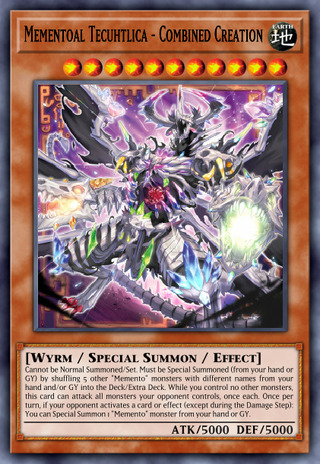 Mementoal Tecuhtlica - Combined Creation
EARTH
地
[Wyrm / Special Summon / Effect]
Cannot be Normal Summoned/Set. Must be Special Summoned (from your hand or
GY) by shuffling 5 other "Memento" monsters with different names from your
hand and/or GY into the Deck/Extra Deck. While you control no other monsters,
this card can attack all monsters your opponent controls, once each. Once per
turn, if your opponent activates a card or effect (except during the Damage Step):
You can Special Summon 1 "Memento" monster from your hand or GY.
ATK/5000 DEF/5000